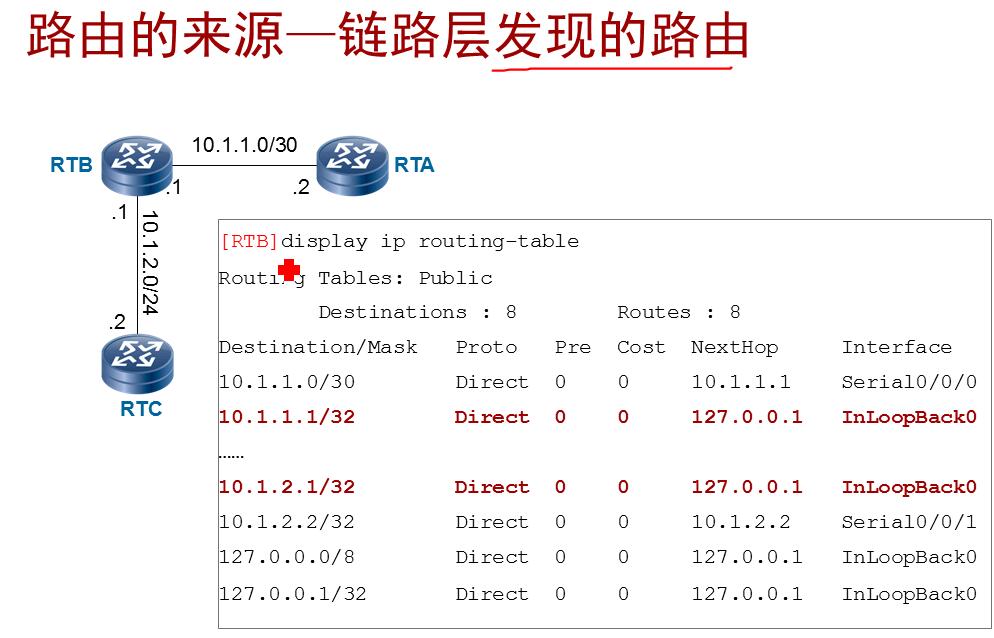 路由的来源—链路层发现的路由
10.1.1.0/30
RTB
RTA
.1
.2
.1
10.1.2.0/24
.2
RTC
[RTB]display ip routing-table
Routing Tables: Public
Destinations : 8 Routes : 8
Destination/Mask Proto Pre Cost NextHop Interface
10.1.1.0/30 Direct 0 0 10.1.1.1 Serial0/0/0
10.1.1.1/32 Direct 0 0 127.0.0.1 InLoopBack0
……
10.1.2.1/32 Direct 0 0 127.0.0.1 InLoopBack0
10.1.2.2/32 Direct 0 0 10.1.2.2 Serial0/0/1
127.0.0.0/8 Direct 0 0 127.0.0.1 InLoopBack0
127.0.0.1/32 Direct 0 0 127.0.0.1 InLoopBack0